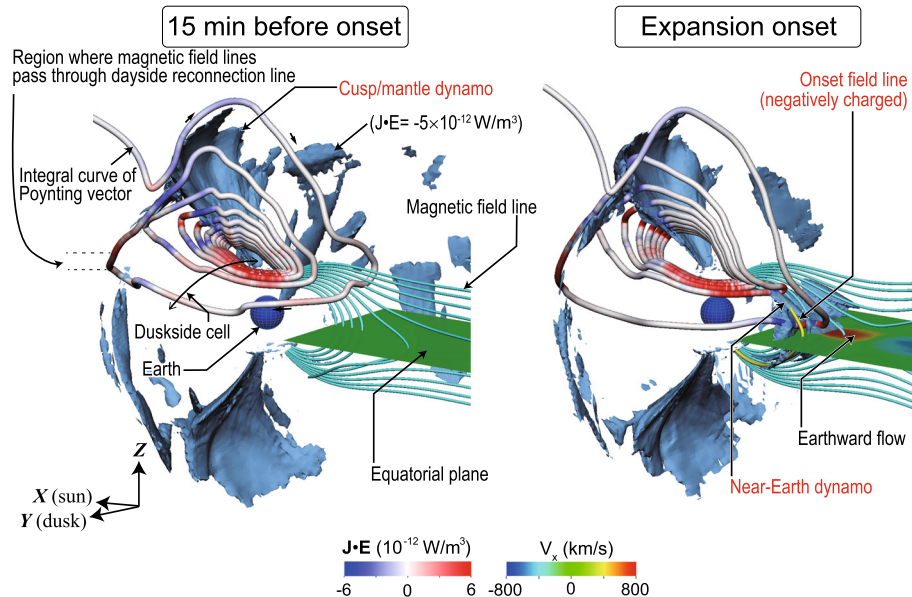 15 min before onset
Expansion onset
Region where magnetic field lines
pass through dayside reconnection line
Cusp/mantle dynamo
(J•E= -5×10-12 W/m3)
Integral curve of
Poynting vector
Magnetic field line
Duskside cell
Earth
Equatorial plane
Z
X (sun)
Y (dusk)
Onset field line
(negatively charged)
Earthward flow
Near-Earth dynamo
J•E (10-12 W/m3)
-6 0 6
Vx (km/s)
-800 0 800